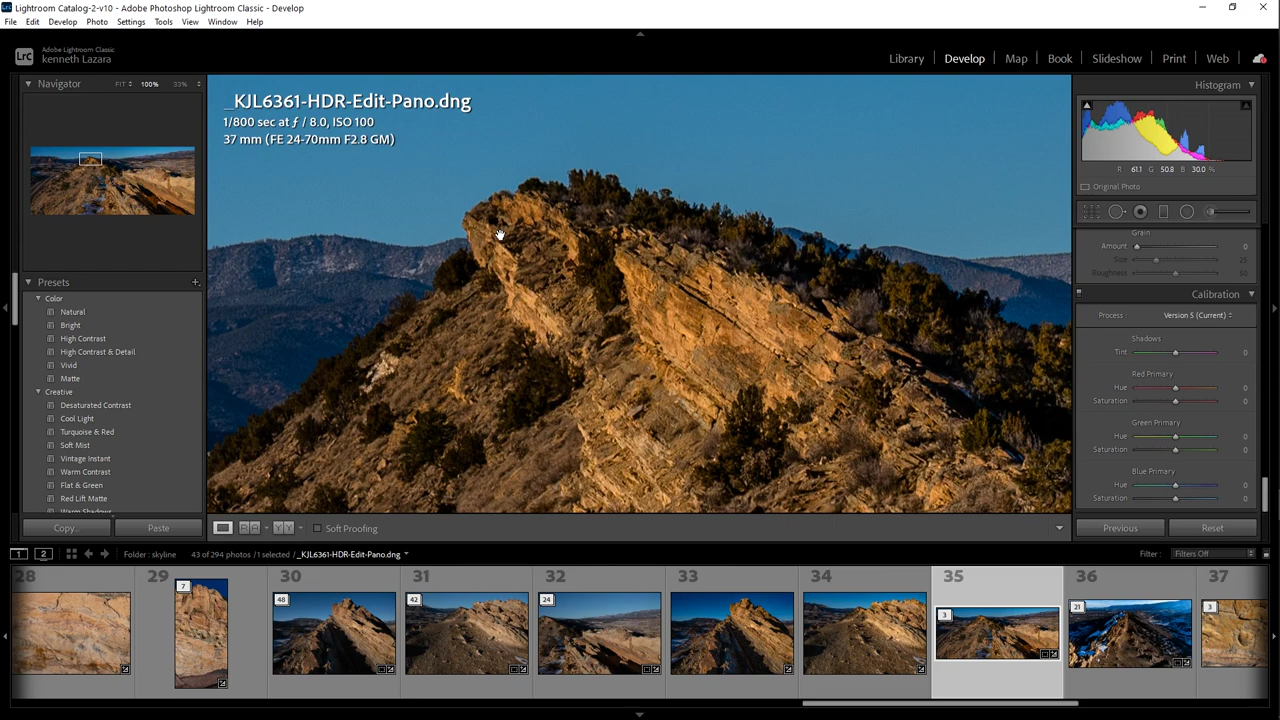 Lightroom Catalog-2-v10 - Adobe Photoshop Lightroom Classic - Develop
File Edit Develop Photo Settings Tools View Window Help
Lrc
Adobe Lightroom Classic
kenneth Lazara
Library Develop Map Book Slideshow Print Web
Navigator FIT 100% 33%
Histogram
_KJL6361-HDR-Edit-Pano.dng
1/800 sec at ƒ / 8.0, ISO 100
37 mm (FE 24-70mm F2.8 GM)
R 61.1 G 50.8 B 30.0 %
Original Photo
Grain
Amount 0
Size 25
Roughness 50
Presets
Color
Natural
Bright
High Contrast
High Contrast & Detail
Vivid
Matte
Creative
Desaturated Contrast
Cool Light
Turquoise & Red
Soft Mist
Vintage Instant
Warm Contrast
Flat & Green
Red Lift Matte
Warm Shadows
Calibration
Process : Version 5 (Current)
Shadows
Tint 0
Red Primary
Hue 0
Saturation 0
Green Primary
Hue 0
Saturation 0
Blue Primary
Hue 0
Saturation 0
Copy... Paste
R A Y Y Soft Proofing
Previous Reset
1 2 Folder : skyline 43 of 294 photos / 1 selected / _KJL6361-HDR-Edit-Pano.dng
Filter : Filters Off
28 29 30 31 32 33 34 35 36 37
7 48 42 24 3 21 3